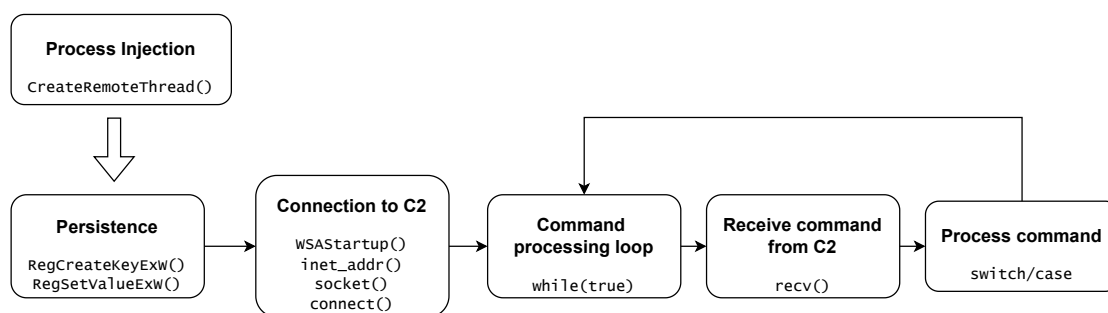 Process Injection
CreateRemoteThread()
Persistence
RegCreateKeyExW()
RegSetValueExW()
Connection to C2
WSAStartup()
inet_addr()
socket()
connect()
Command
processing loop
while(true)
Receive command
from C2
recv()
Process command
switch/case